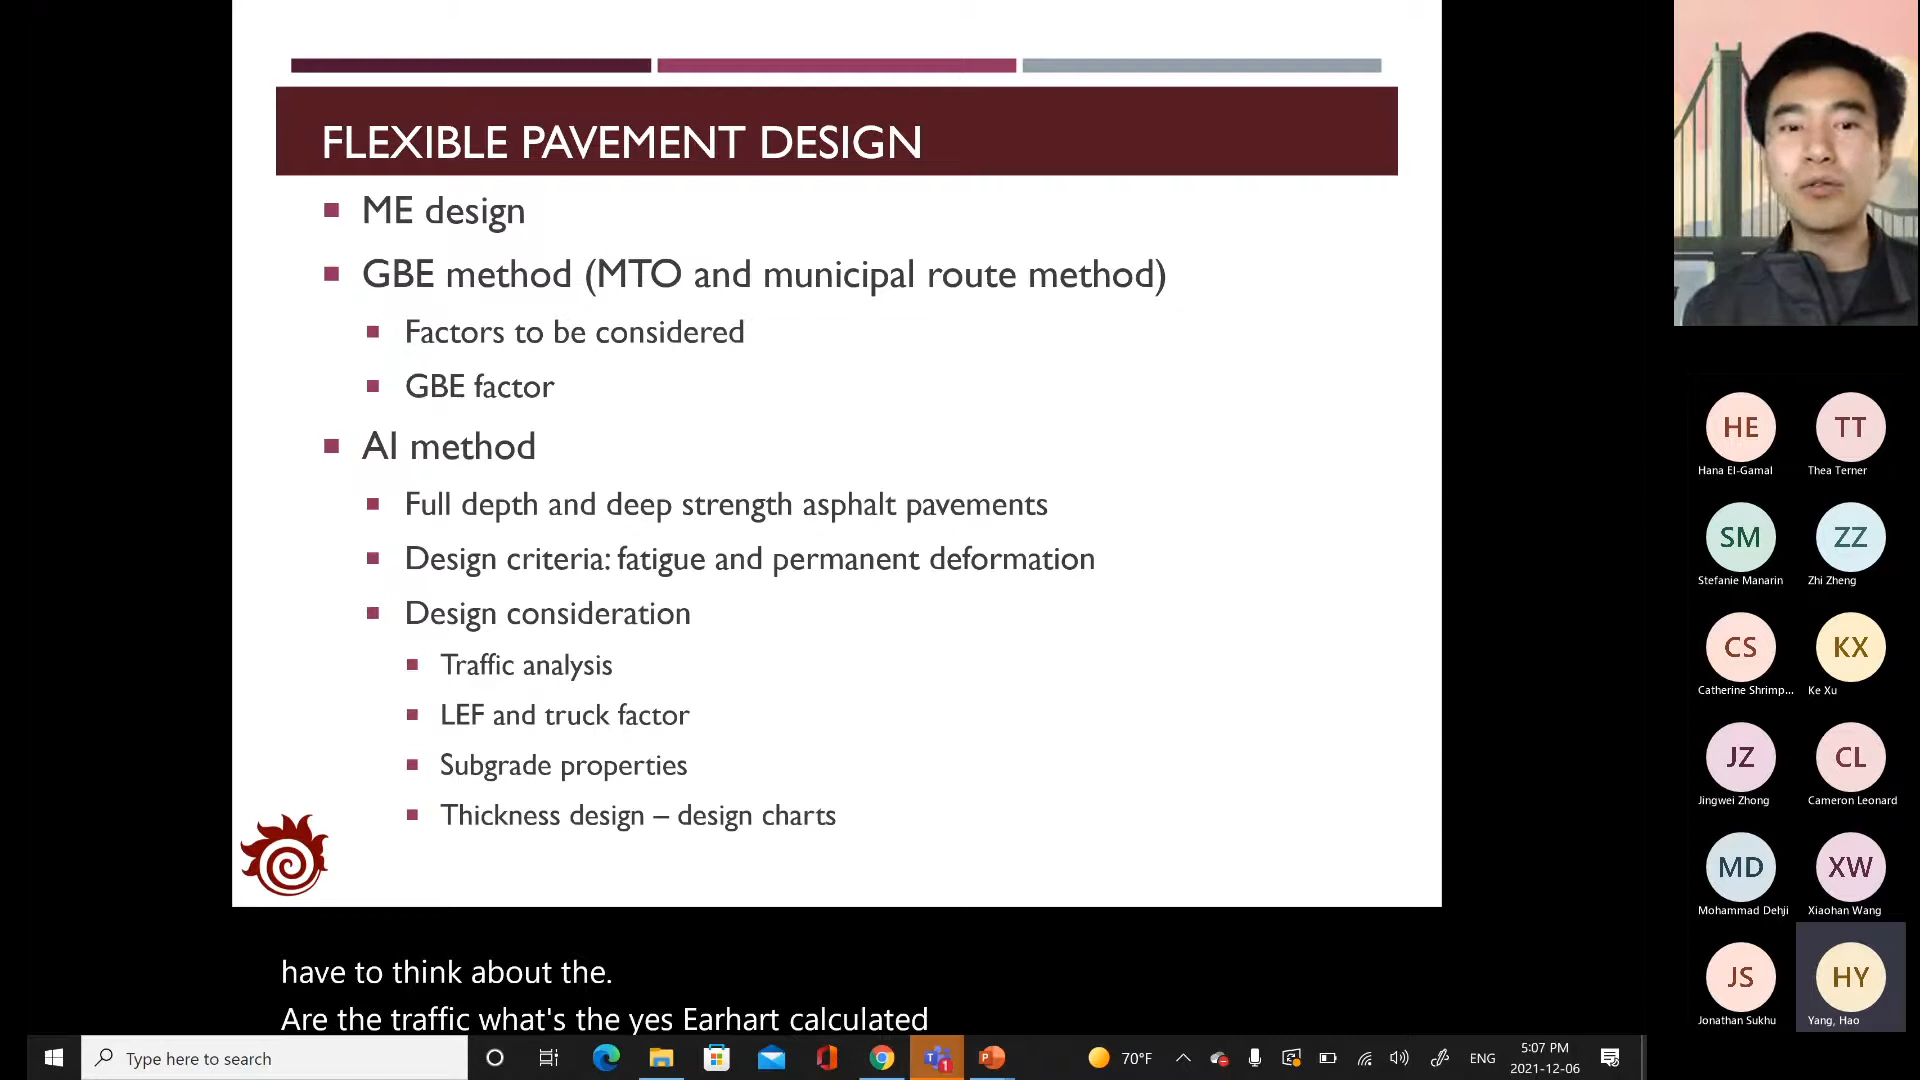 FLEXIBLE PAVEMENT DESIGN
ME design
GBE method (MTO and municipal route method)
Factors to be considered
GBE factor
AI method
Full depth and deep strength asphalt pavements
Design criteria: fatigue and permanent deformation
Design consideration
Traffic analysis
LEF and truck factor
Subgrade properties
Thickness design – design charts
have to think about the.
Are the traffic what's the yes Earhart calculated
HE
TT
Hana El-Gamal
Thea Terner
SM
ZZ
Stefanie Manarin
Zhi Zheng
CS
KX
Catherine Shrimp...
Ke Xu
JZ
CL
Jingwei Zhong
Cameron Leonard
MD
XW
Mohammad Dehji
Xiaohan Wang
JS
HY
Jonathan Sukhu
Yang, Hao
Type here to search
1
70°F
ENG
5:07 PM
2021-12-06